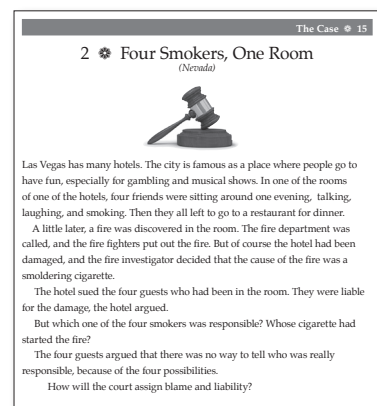 The Case ❁ 15
2 ❁ Four Smokers, One Room
(Nevada)
Las Vegas has many hotels. The city is famous as a place where people go to
have fun, especially for gambling and musical shows. In one of the rooms
of one of the hotels, four friends were sitting around one evening, talking,
laughing, and smoking. Then they all left to go to a restaurant for dinner.
A little later, a fire was discovered in the room. The fire department was
called, and the fire fighters put out the fire. But of course the hotel had been
damaged, and the fire investigator decided that the cause of the fire was a
smoldering cigarette.
The hotel sued the four guests who had been in the room. They were liable
for the damage, the hotel argued.
But which one of the four smokers was responsible? Whose cigarette had
started the fire?
The four guests argued that there was no way to tell who was really
responsible, because of the four possibilities.
How will the court assign blame and liability?